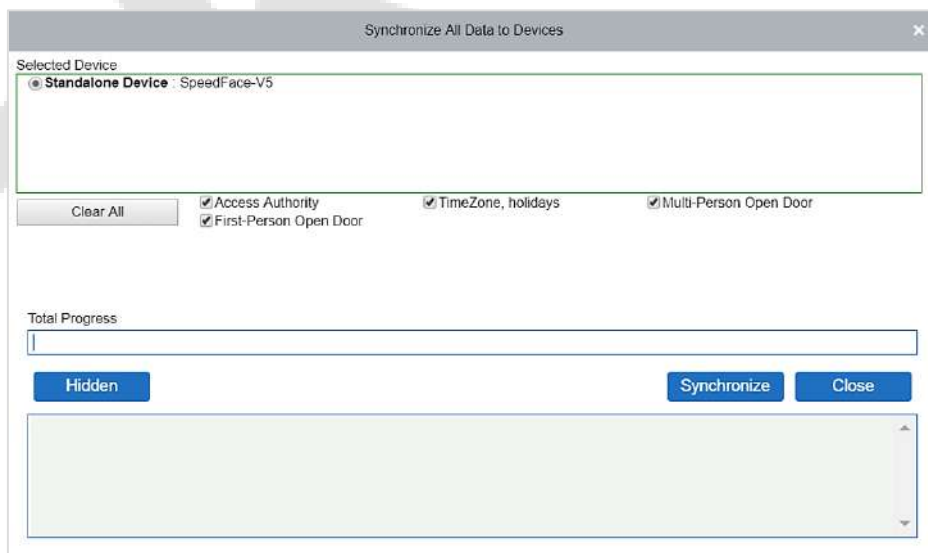 Synchronize All Data to Devices
Selected Device
Standalone Device : SpeedFace-V5
Clear All
Access Authority
TimeZone, holidays
Multi-Person Open Door
First-Person Open Door
Total Progress
Hidden
Synchronize
Close